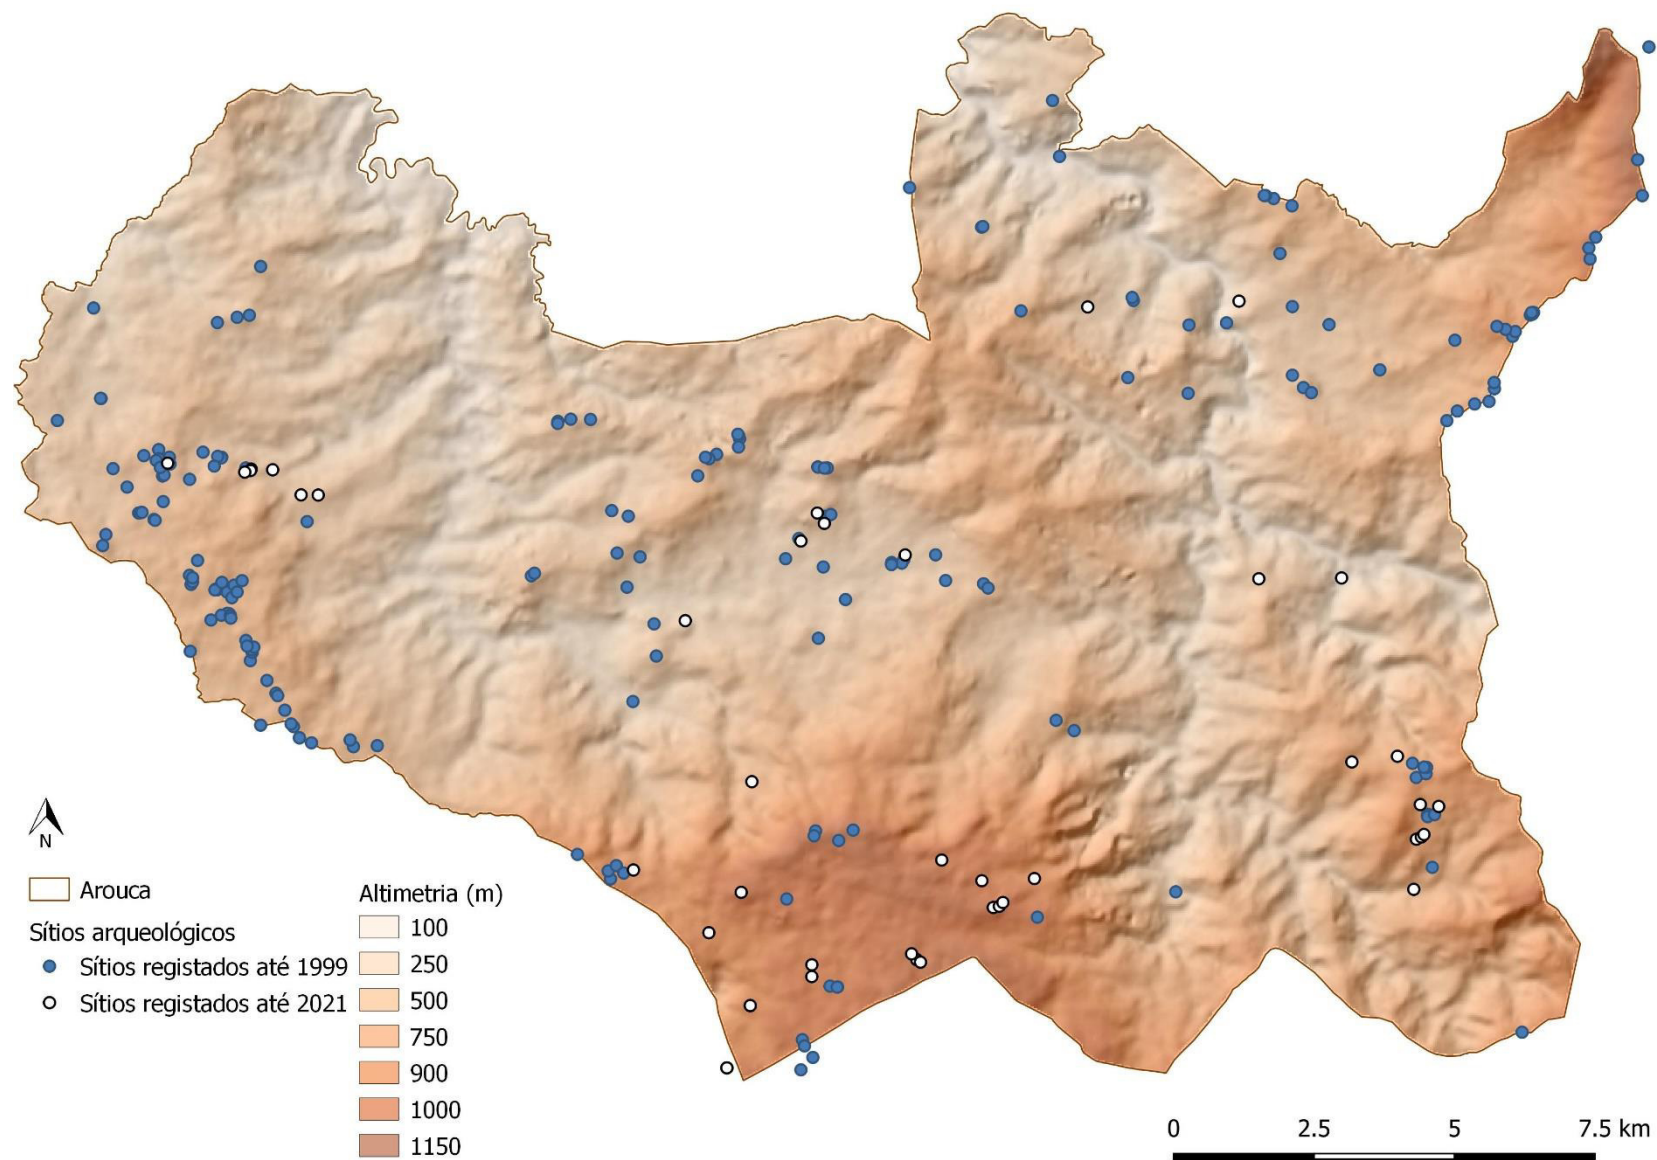 N
Arouca
Sítios arqueológicos
Sítios registados até 1999
Sítios registados até 2021
Altimetria (m)
100
250
500
750
900
1000
1150
0 2.5 5 7.5 km